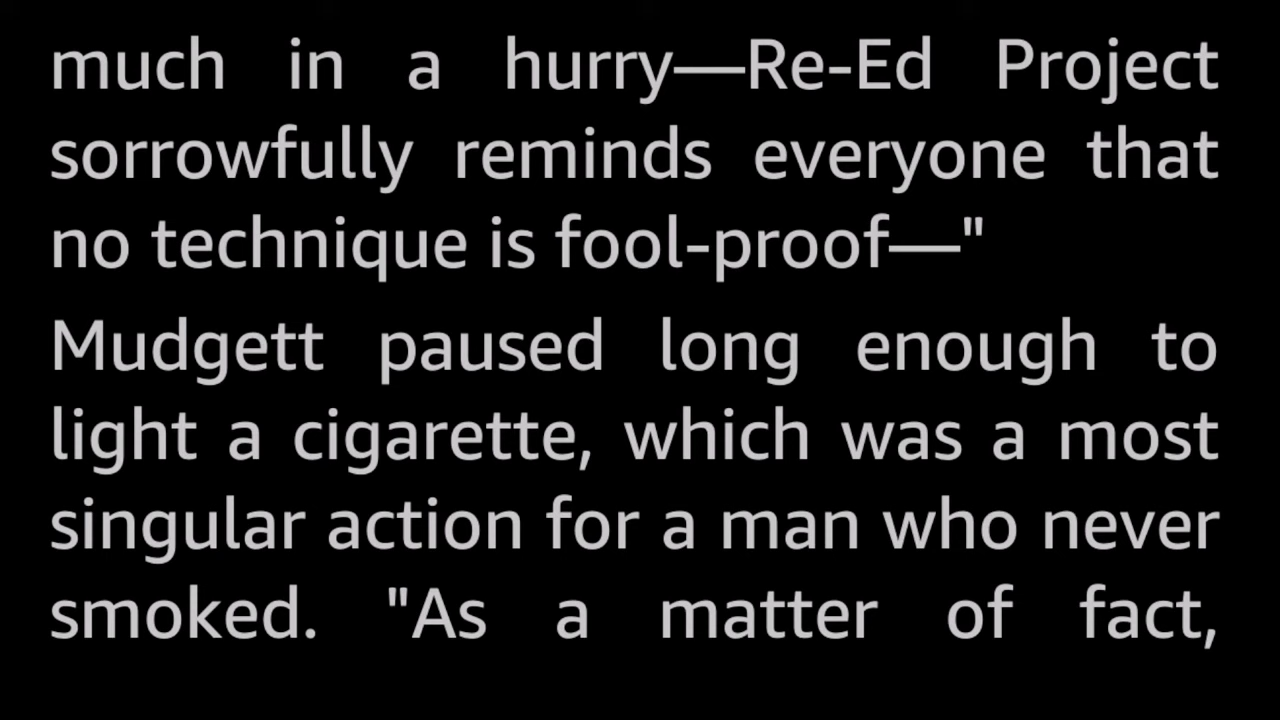 much in a hurry—Re-Ed Project
sorrowfully reminds everyone that
no technique is fool-proof—"
Mudgett paused long enough to
light a cigarette, which was a most
singular action for a man who never
smoked. "As a matter of fact,